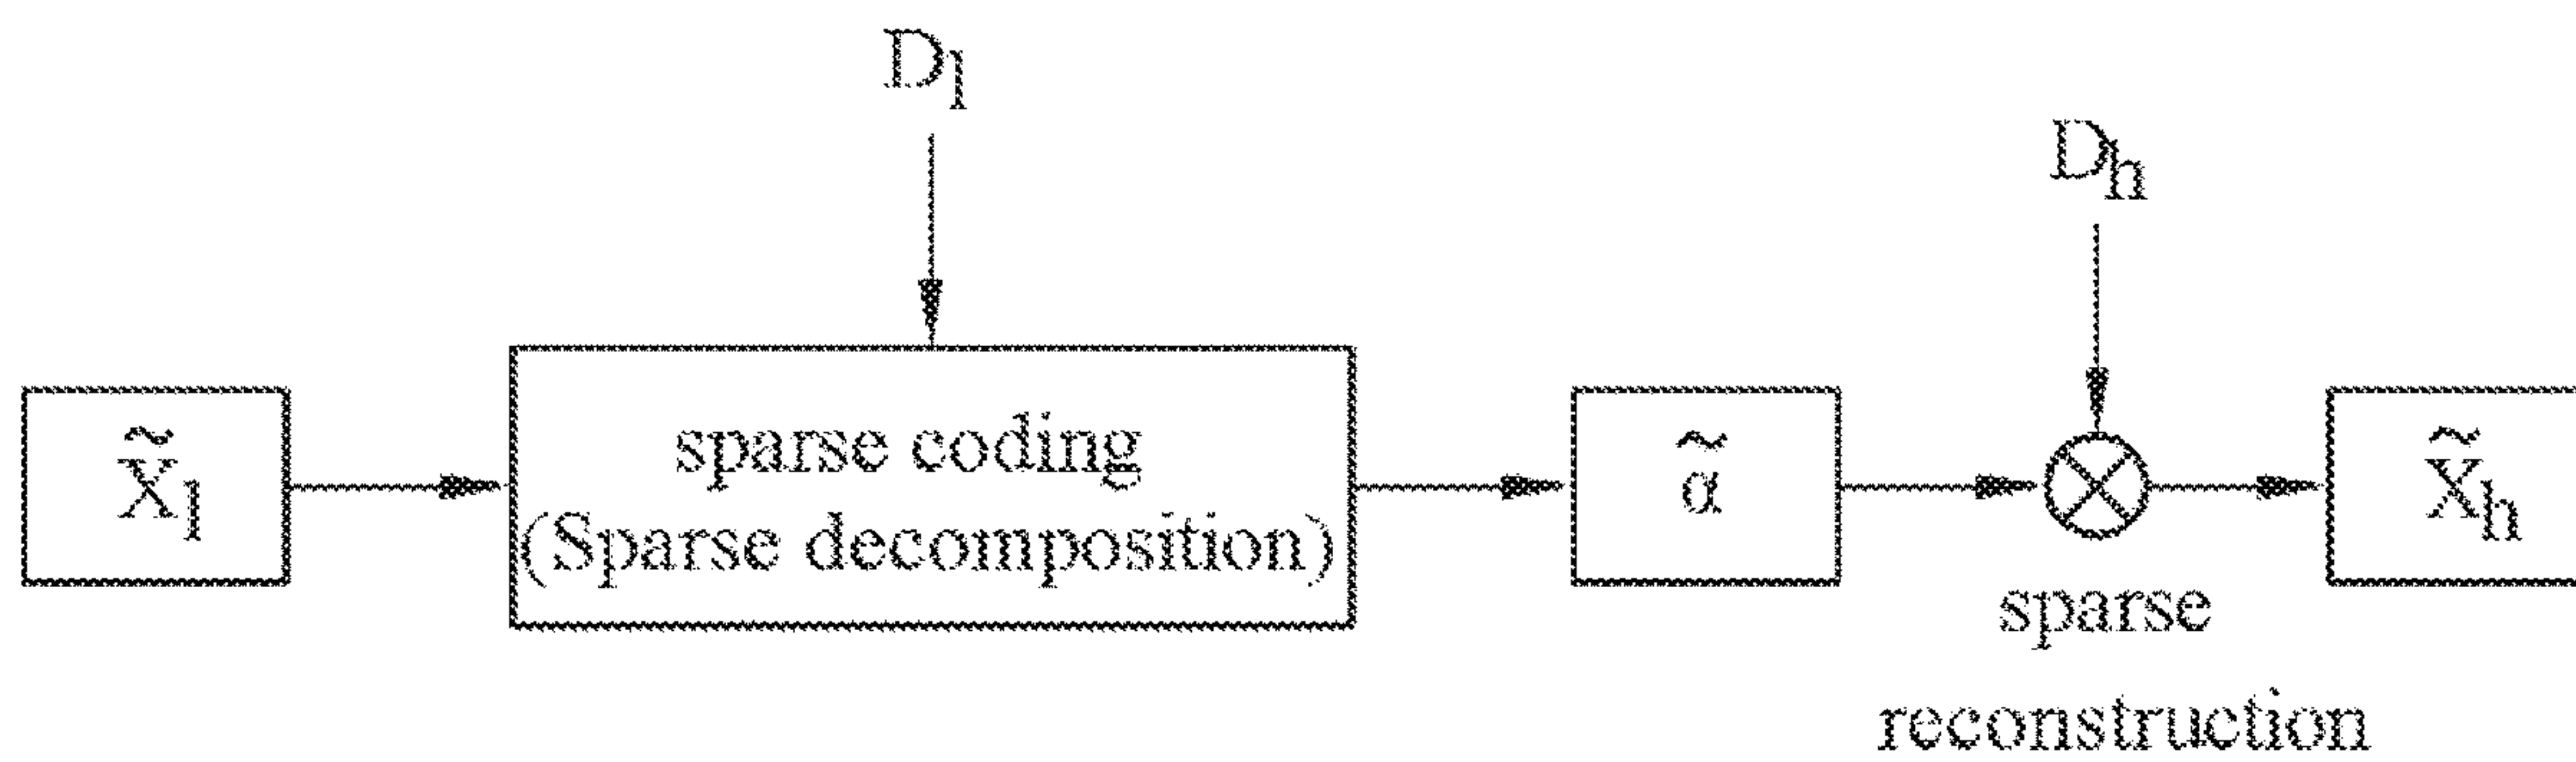 D_l
D_h
X̃_l
sparse coding
(Sparse decomposition)
α̃
X̃_h
sparse
reconstruction